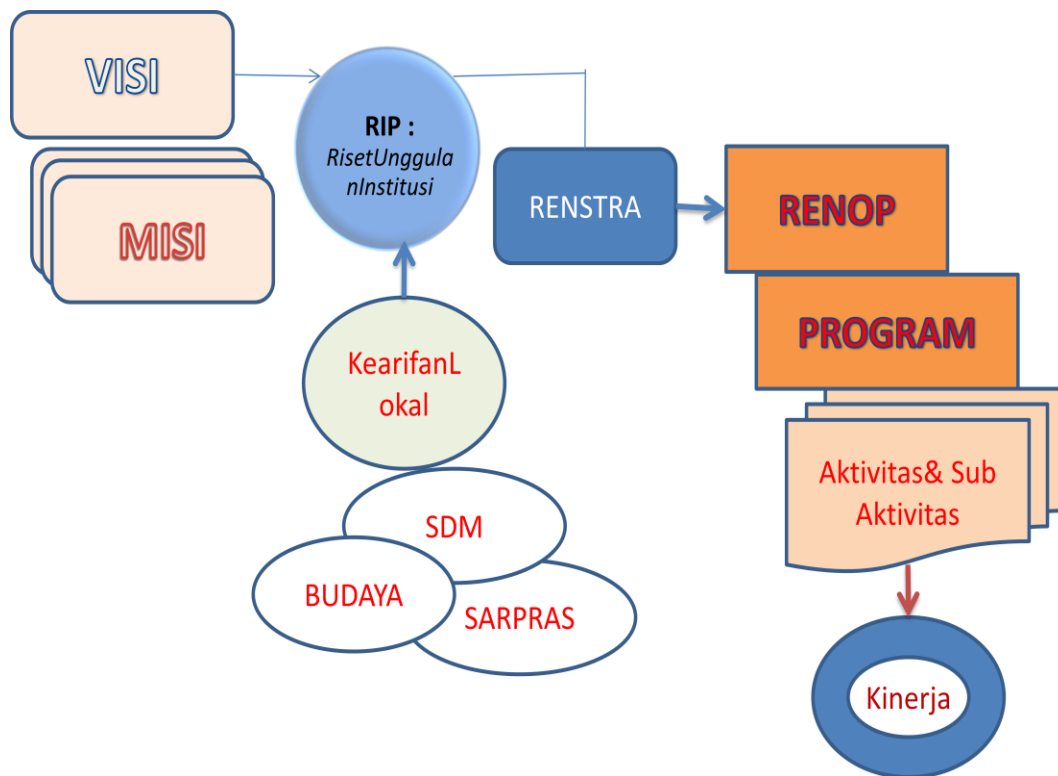 VISI
MISI
RIP :
RisetUnggula
nInstitusi
RENSTRA
RENOP
PROGRAM
KearifanL
okal
SDM
BUDAYA
SARPRAS
Aktivitas& Sub
Aktivitas
Kinerja